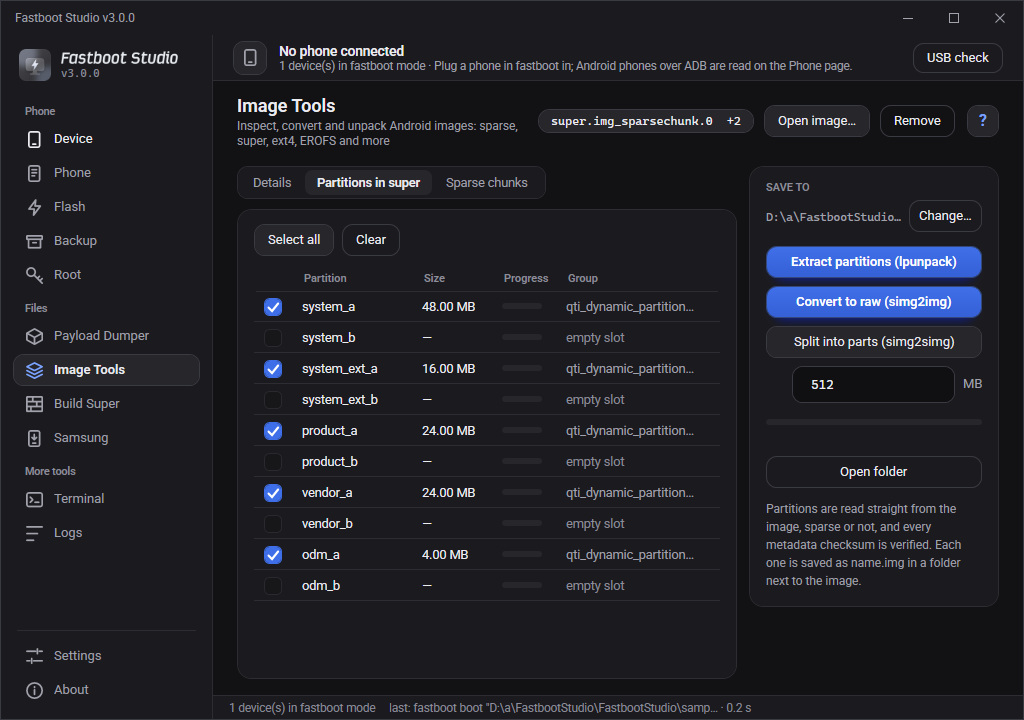 Fastboot Studio v3.0.0
Fastboot Studio
v3.0.0
Phone
Device
Phone
Flash
Backup
Root
Files
Payload Dumper
Image Tools
Build Super
Samsung
More tools
Terminal
Logs
Settings
About
No phone connected
1 device(s) in fastboot mode · Plug a phone in fastboot in; Android phones over ADB are read on the Phone page.
USB check
Image Tools
Inspect, convert and unpack Android images: sparse,
super, ext4, EROFS and more
super.img_sparsechunk.0 +2
Open image…
Remove
?
Details
Partitions in super
Sparse chunks
Select all
Clear
Partition Size Progress Group
system_a 48.00 MB qti_dynamic_partition…
system_b — empty slot
system_ext_a 16.00 MB qti_dynamic_partition…
system_ext_b — empty slot
product_a 24.00 MB qti_dynamic_partition…
product_b — empty slot
vendor_a 24.00 MB qti_dynamic_partition…
vendor_b — empty slot
odm_a 4.00 MB qti_dynamic_partition…
odm_b — empty slot
SAVE TO
D:\a\FastbootStudio…
Change…
Extract partitions (lpunpack)
Convert to raw (simg2img)
Split into parts (simg2simg)
512 MB
Open folder
Partitions are read straight from the
image, sparse or not, and every
metadata checksum is verified. Each
one is saved as name.img in a folder
next to the image.
1 device(s) in fastboot mode last: fastboot boot "D:\a\FastbootStudio\FastbootStudio\samp… · 0.2 s